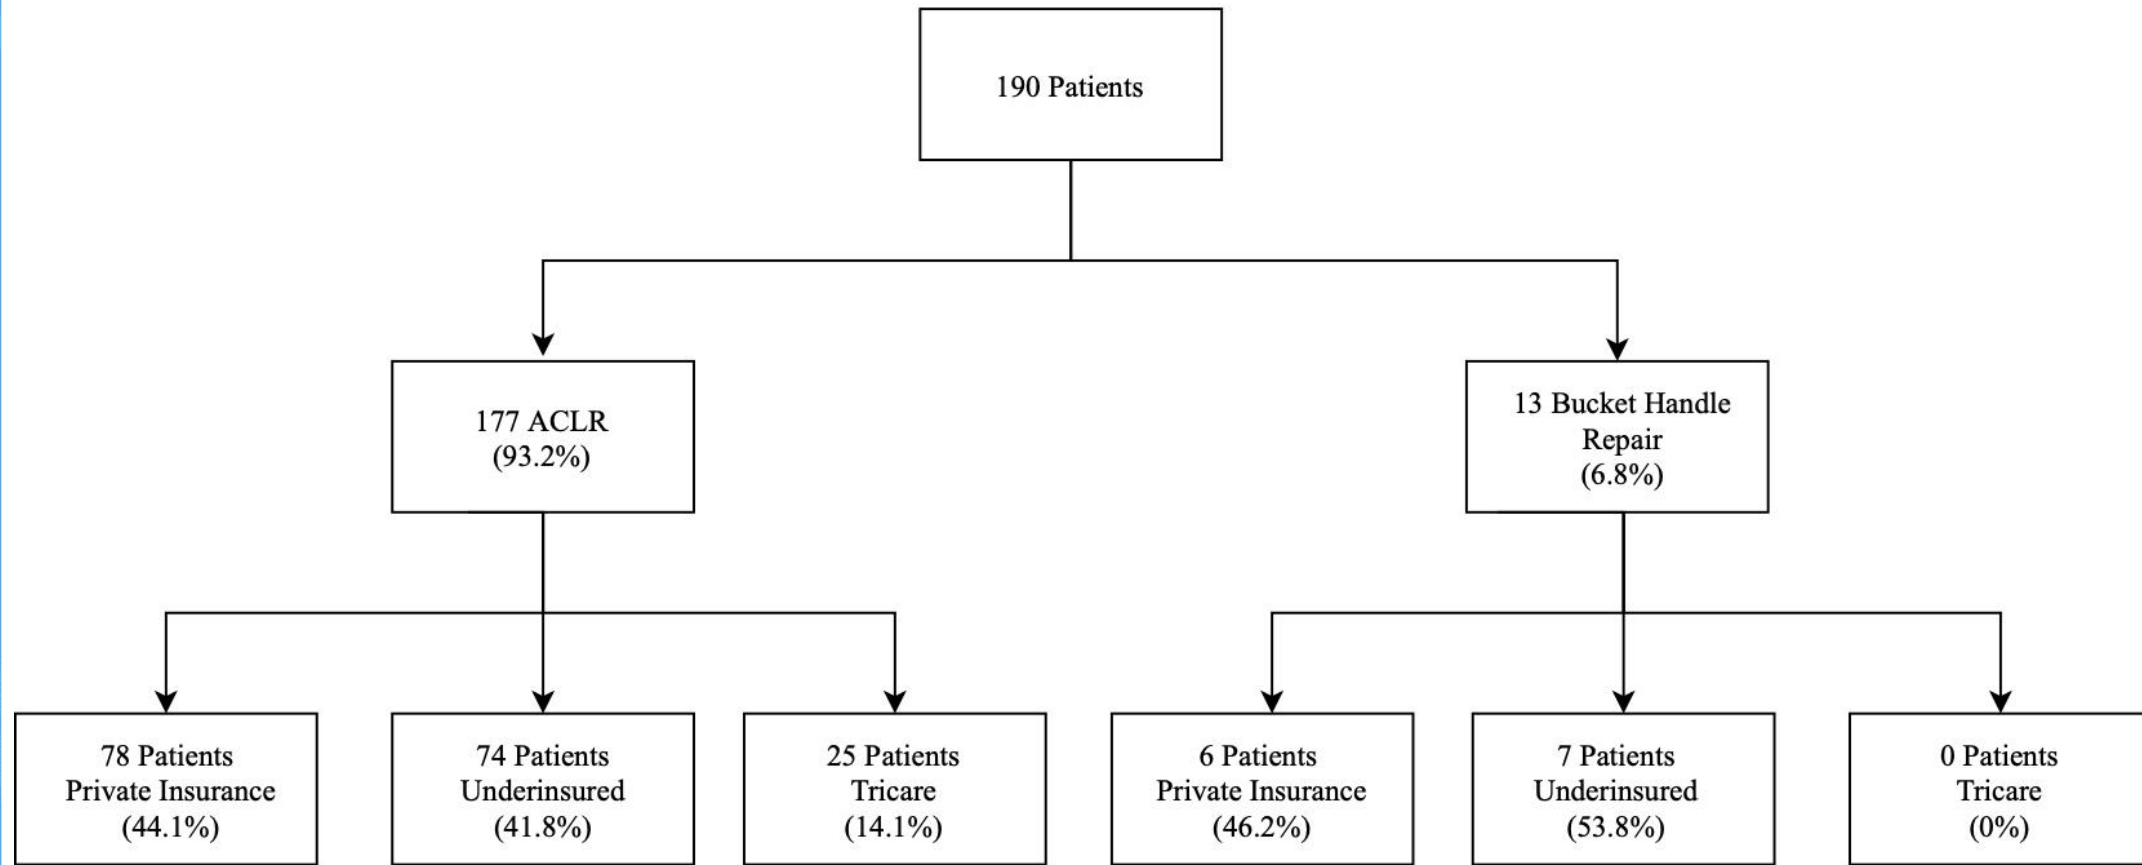 190 Patients
177 ACLR
(93.2%)
13 Bucket Handle
Repair
(6.8%)
78 Patients
Private Insurance
(44.1%)
74 Patients
Underinsured
(41.8%)
25 Patients
Tricare
(14.1%)
6 Patients
Private Insurance
(46.2%)
7 Patients
Underinsured
(53.8%)
0 Patients
Tricare
(0%)